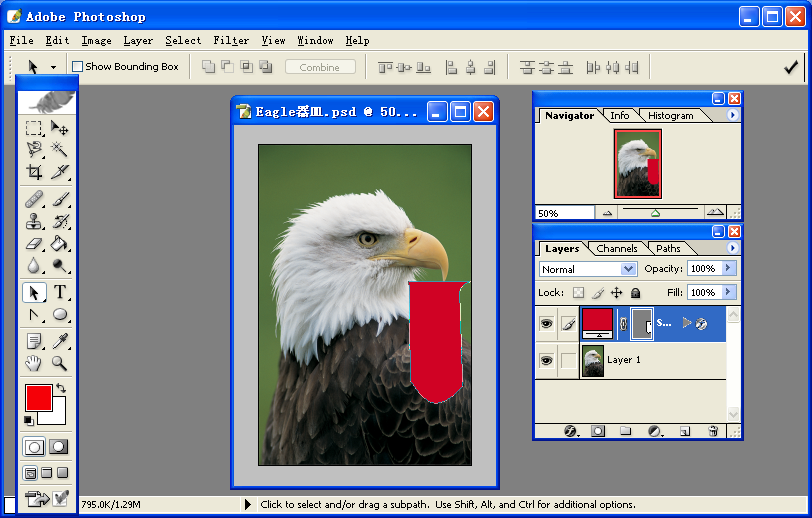 Adobe Photoshop
File Edit Image Layer Select Filter View Window Help
Show Bounding Box
Combine
Eagle器皿.psd @ 50...
Navigator Info Histogram
50%
Layers Channels Paths
Normal
Opacity: 100%
Lock:
Fill: 100%
S...
Layer 1
T
795.0K/1.29M
Click to select and/or drag a subpath. Use Shift, Alt, and Ctrl for additional options.